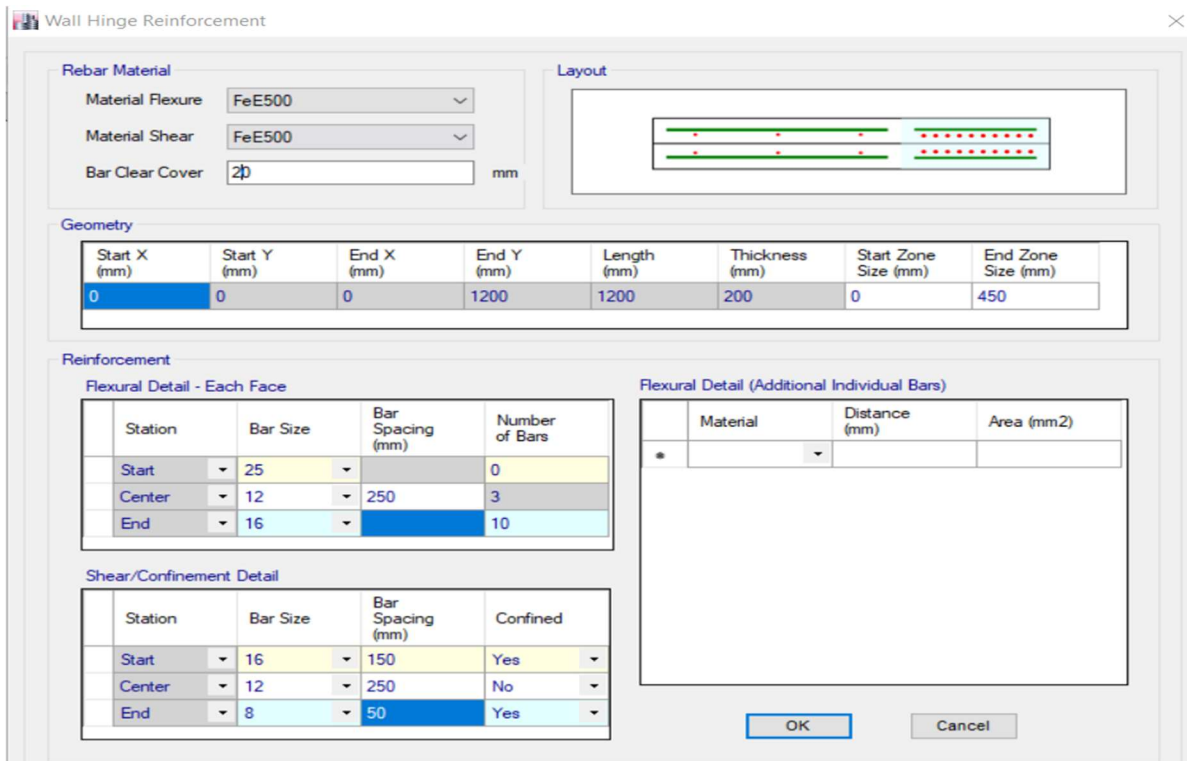 Wall Hinge Reinforcement
Rebar Material
Material Flexure FeE500
Material Shear FeE500
Bar Clear Cover 20 mm
Layout
Geometry
Start X (mm) Start Y (mm) End X (mm) End Y (mm) Length (mm) Thickness (mm) Start Zone Size (mm) End Zone Size (mm)
0 0 0 1200 1200 200 0 450
Reinforcement
Flexural Detail - Each Face
Station Bar Size Bar Spacing (mm) Number of Bars
Start 25 0
Center 12 250 3
End 16 10
Flexural Detail (Additional Individual Bars)
Material Distance (mm) Area (mm2)
*
Shear/Confinement Detail
Station Bar Size Bar Spacing (mm) Confined
Start 16 150 Yes
Center 12 250 No
End 8 50 Yes
OK Cancel